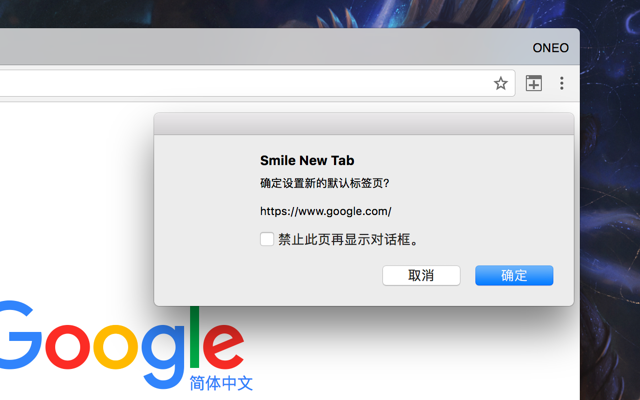 ONEO
Smile New Tab
确定设置新的默认标签页?
https://www.google.com/
禁止此页再显示对话框。
取消
确定
Google
简体中文